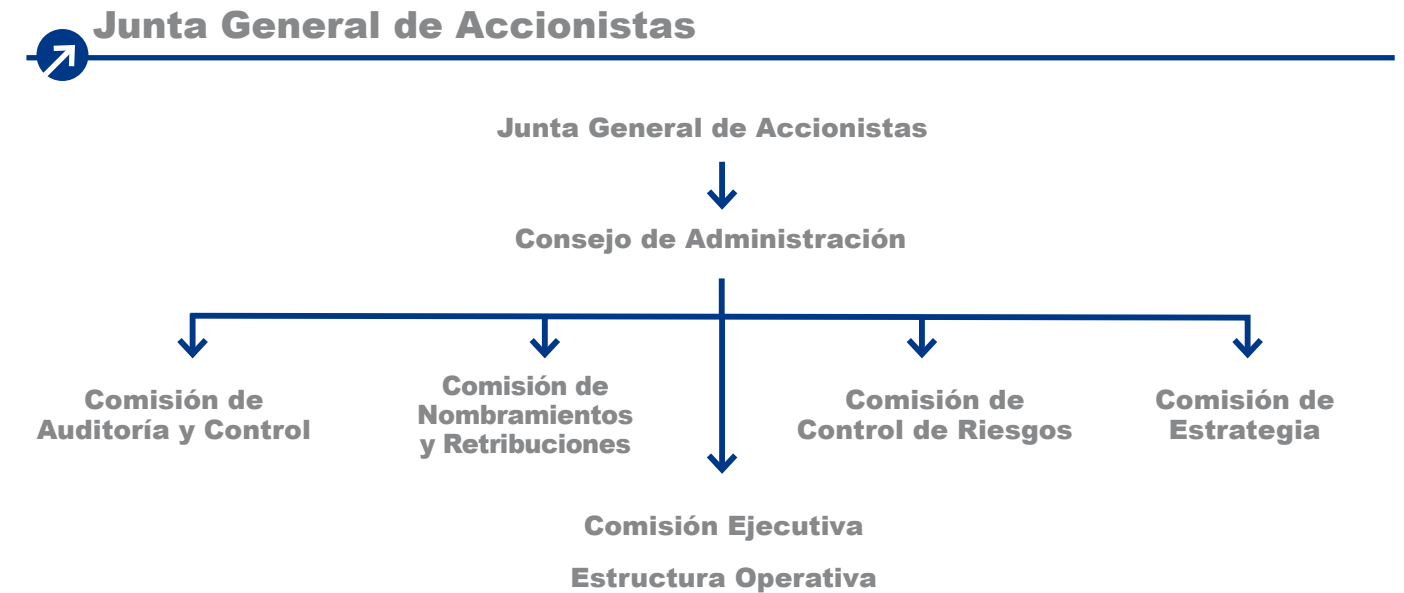 Junta General de Accionistas
Junta General de Accionistas
Consejo de Administración
Comisión de
Auditoría y Control
Comisión de
Nombramientos
y Retribuciones
Comisión de
Control de Riesgos
Comisión de
Estrategia
Comisión Ejecutiva
Estructura Operativa